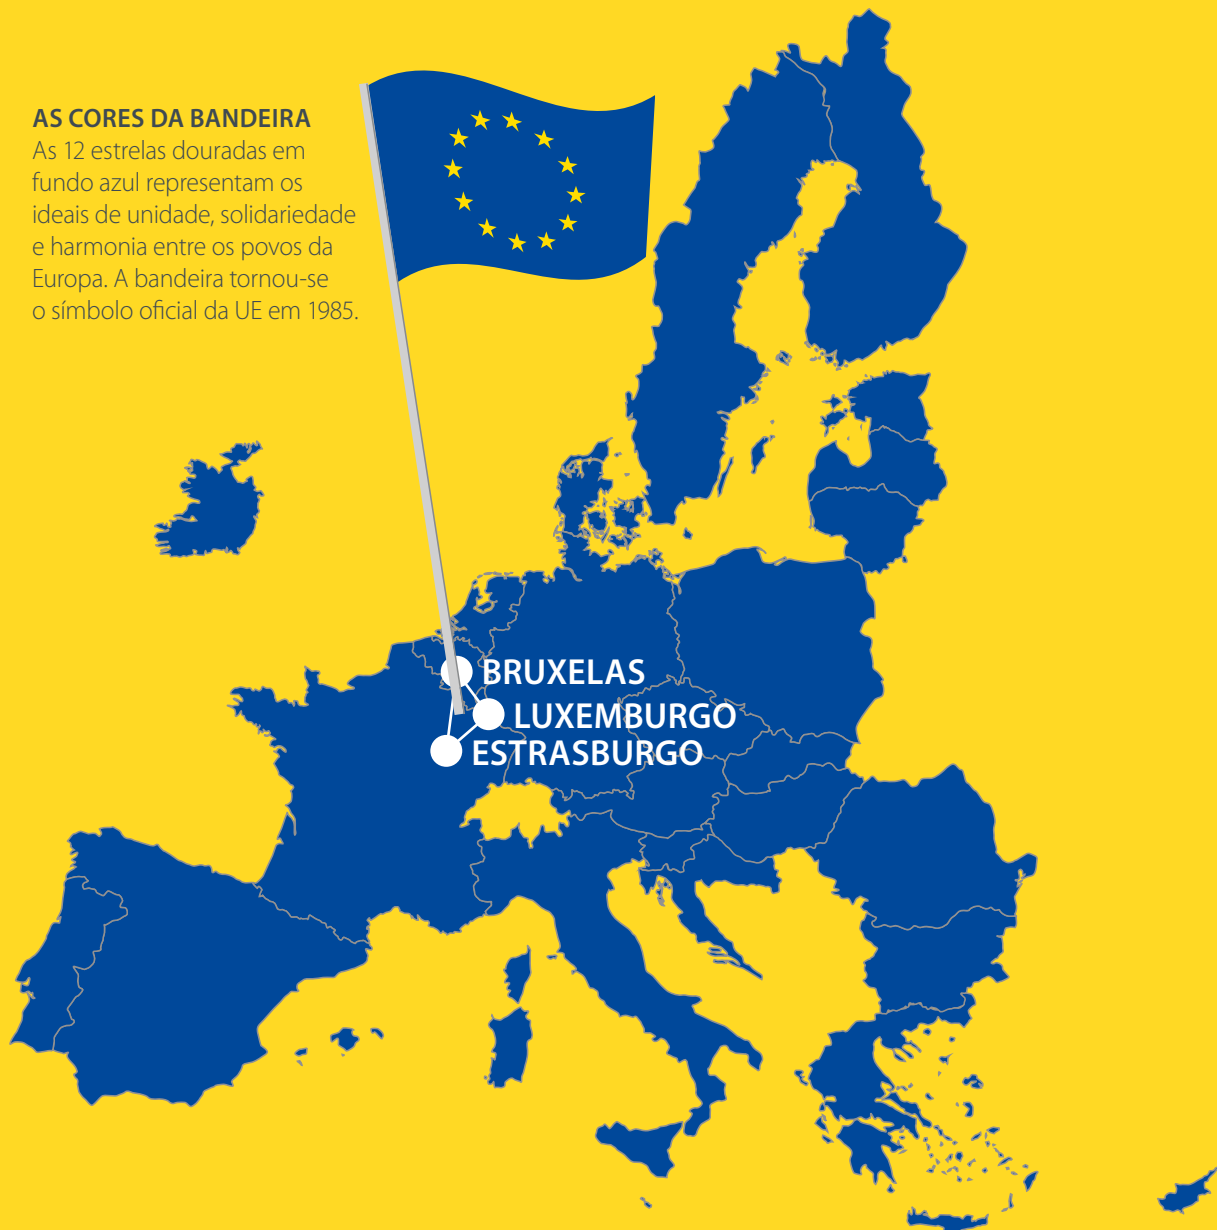 AS CORES DA BANDEIRA
As 12 estrelas douradas em
fundo azul representam os
ideais de unidade, solidariedade
e harmonia entre os povos da
Europa. A bandeira tornou-se
o símbolo oficial da UE em 1985.
BRUXELAS
LUXEMBURGO
ESTRASBURGO